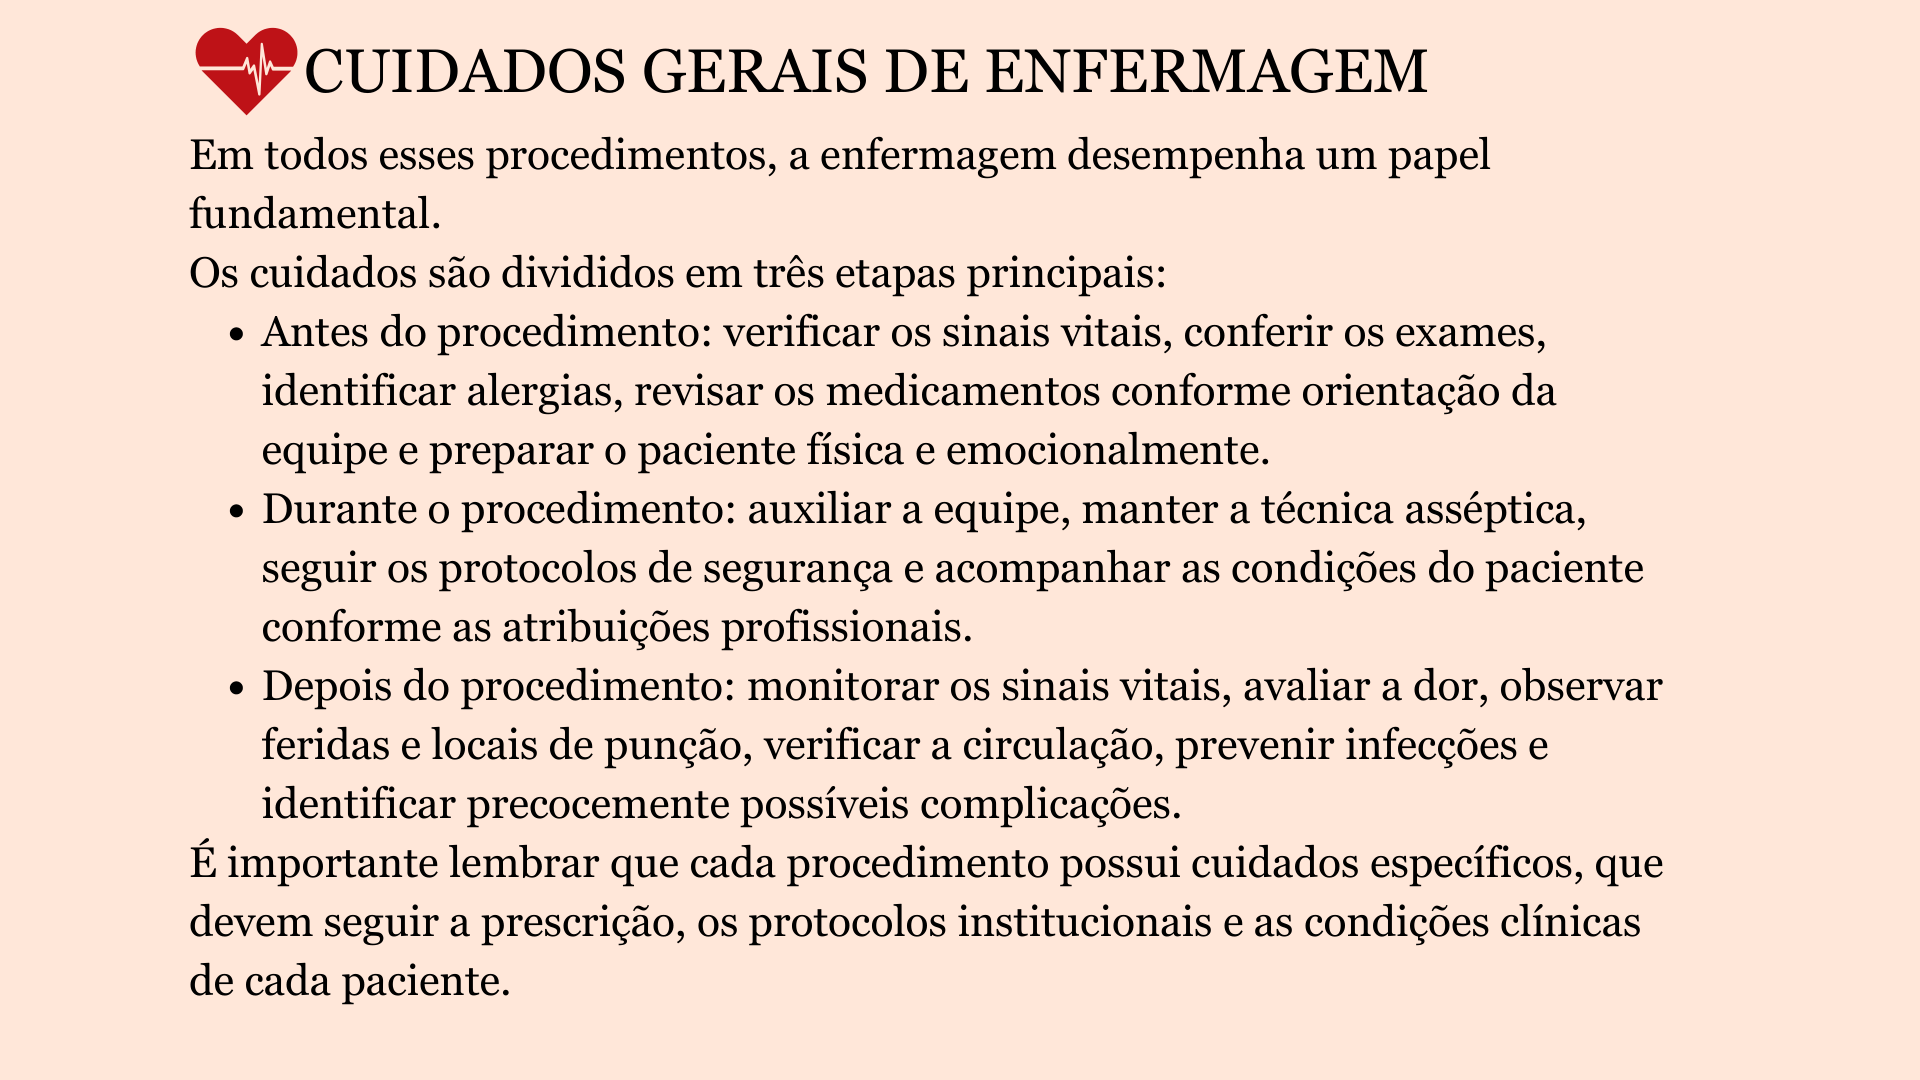 CUIDADOS GERAIS DE ENFERMAGEM
Em todos esses procedimentos, a enfermagem desempenha um papel
fundamental.
Os cuidados são divididos em três etapas principais:
• Antes do procedimento: verificar os sinais vitais, conferir os exames,
identificar alergias, revisar os medicamentos conforme orientação da
equipe e preparar o paciente física e emocionalmente.
• Durante o procedimento: auxiliar a equipe, manter a técnica asséptica,
seguir os protocolos de segurança e acompanhar as condições do paciente
conforme as atribuições profissionais.
• Depois do procedimento: monitorar os sinais vitais, avaliar a dor, observar
feridas e locais de punção, verificar a circulação, prevenir infecções e
identificar precocemente possíveis complicações.
É importante lembrar que cada procedimento possui cuidados específicos, que
devem seguir a prescrição, os protocolos institucionais e as condições clínicas
de cada paciente.